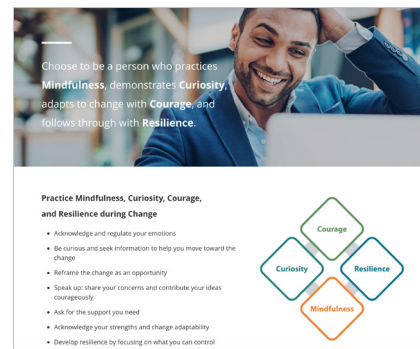 Choose to be a person who practices
Mindfulness, demonstrates Curiosity,
adapts to change with Courage, and
follows through with Resilience.
Practice Mindfulness, Curiosity, Courage,
and Resilience during Change
• Acknowledge and regulate your emotions
• Be curious and seek information to help you move toward the
change
• Reframe the change as an opportunity
• Speak up: share your concerns and contribute your ideas
courageously
• Ask for the support you need
• Acknowledge your strengths and change adaptability
• Develop resilience by focusing on what you can control
Courage
Curiosity
Resilience
Mindfulness